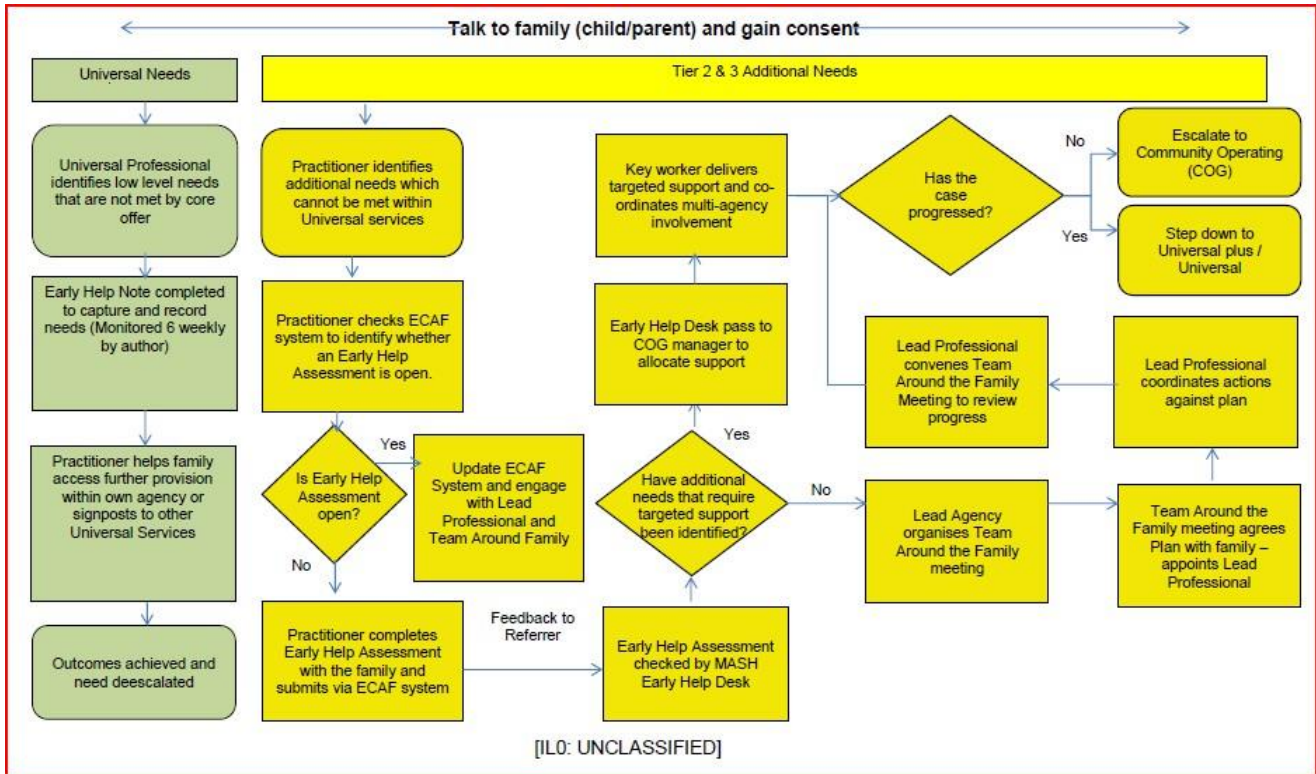 Talk to family (child/parent) and gain consent
Universal Needs
Tier 2 & 3 Additional Needs
Universal Professional
identifies low level needs
that are not met by core
offer
Early Help Note completed
to capture and record
needs (Monitored 6 weekly
by author)
Practitioner helps family
access further provision
within own agency or
signposts to other
Universal Services
Outcomes achieved and
need deescalated
Practitioner identifies
additional needs which
cannot be met within
Universal services
Practitioner checks ECAF
system to identify whether
an Early Help
Assessment is open.
Is Early Help
Assessment
open?
Yes
Update ECAF
System and engage
with Lead
Professional and
Team Around Family
No
Practitioner completes
Early Help Assessment
with the family and
submits via ECAF system
Feedback to
Referrer
Early Help Assessment
checked by MASH
Early Help Desk
Have additional
needs that require
targeted support
been identified?
Yes
Early Help Desk pass to
COG manager to
allocate support
Key worker delivers
targeted support and co-
ordinates multi-agency
involvement
No
Lead Agency
organises Team
Around the Family
meeting
Team Around the
Family meeting agrees
Plan with family –
appoints Lead
Professional
Lead Professional
coordinates actions
against plan
Lead Professional
convenes Team
Around the Family
Meeting to review
progress
Has the
case
progressed?
No
Escalate to
Community Operating
(COG)
Yes
Step down to
Universal plus /
Universal
[IL0: UNCLASSIFIED]